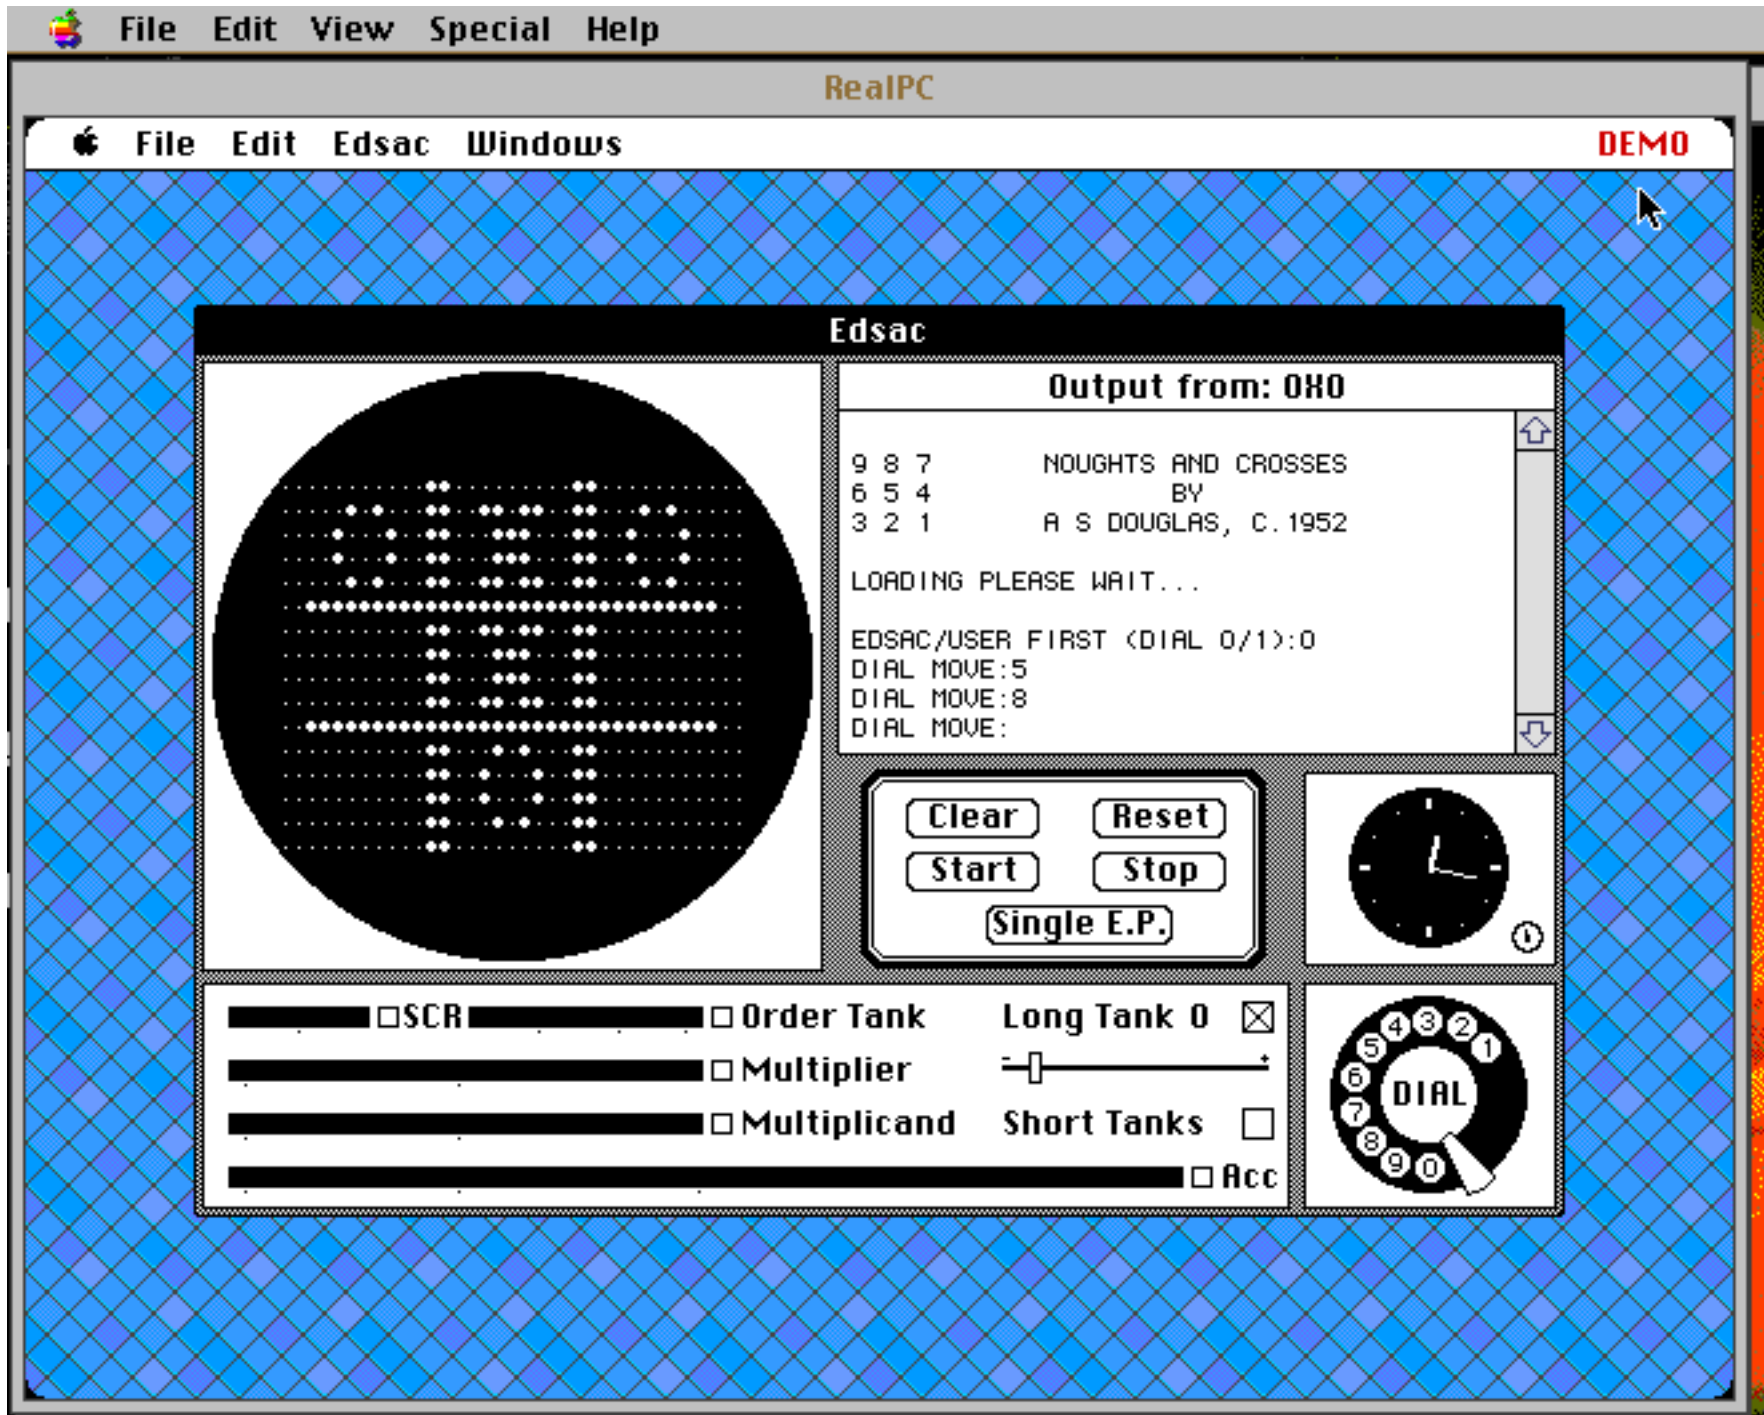 File Edit View Special Help
RealPC
File Edit Edsac Windows DEMO
Edsac
Output from: OXO
9 8 7 NOUGHTS AND CROSSES
6 5 4 BY
3 2 1 A S DOUGLAS, C.1952
LOADING PLEASE WAIT...
EDSAC/USER FIRST (DIAL 0/1):0
DIAL MOVE:5
DIAL MOVE:8
DIAL MOVE:
Clear Reset
Start Stop
Single E.P.
SCR Order Tank Long Tank 0
Multiplier - +
Multiplicand Short Tanks
Acc
1 2 3 4 5 6 7 8 9 0
DIAL